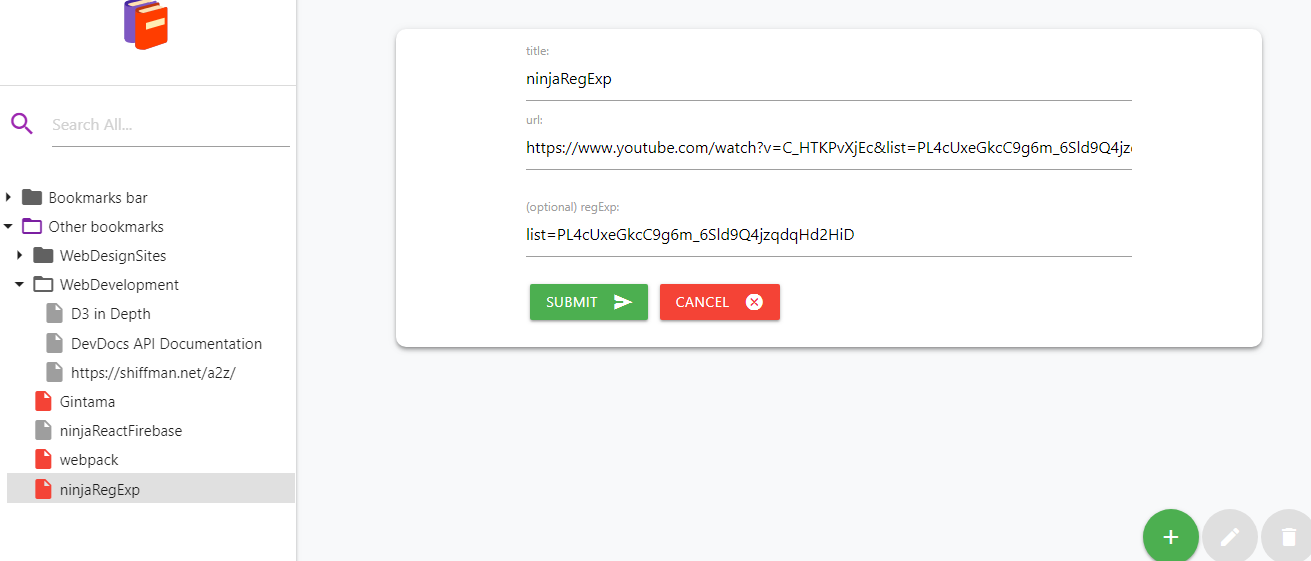 Search All...
Bookmarks bar
Other bookmarks
WebDesignSites
WebDevelopment
D3 in Depth
DevDocs API Documentation
https://shiffman.net/a2z/
Gintama
ninjaReactFirebase
webpack
ninjaRegExp
title:
ninjaRegExp
url:
https://www.youtube.com/watch?v=C_HTKPvXjEc&list=PL4cUxeGkcC9g6m_6Sld9Q4jzq
(optional) regExp:
list=PL4cUxeGkcC9g6m_6Sld9Q4jzqdqHd2HiD
SUBMIT
CANCEL